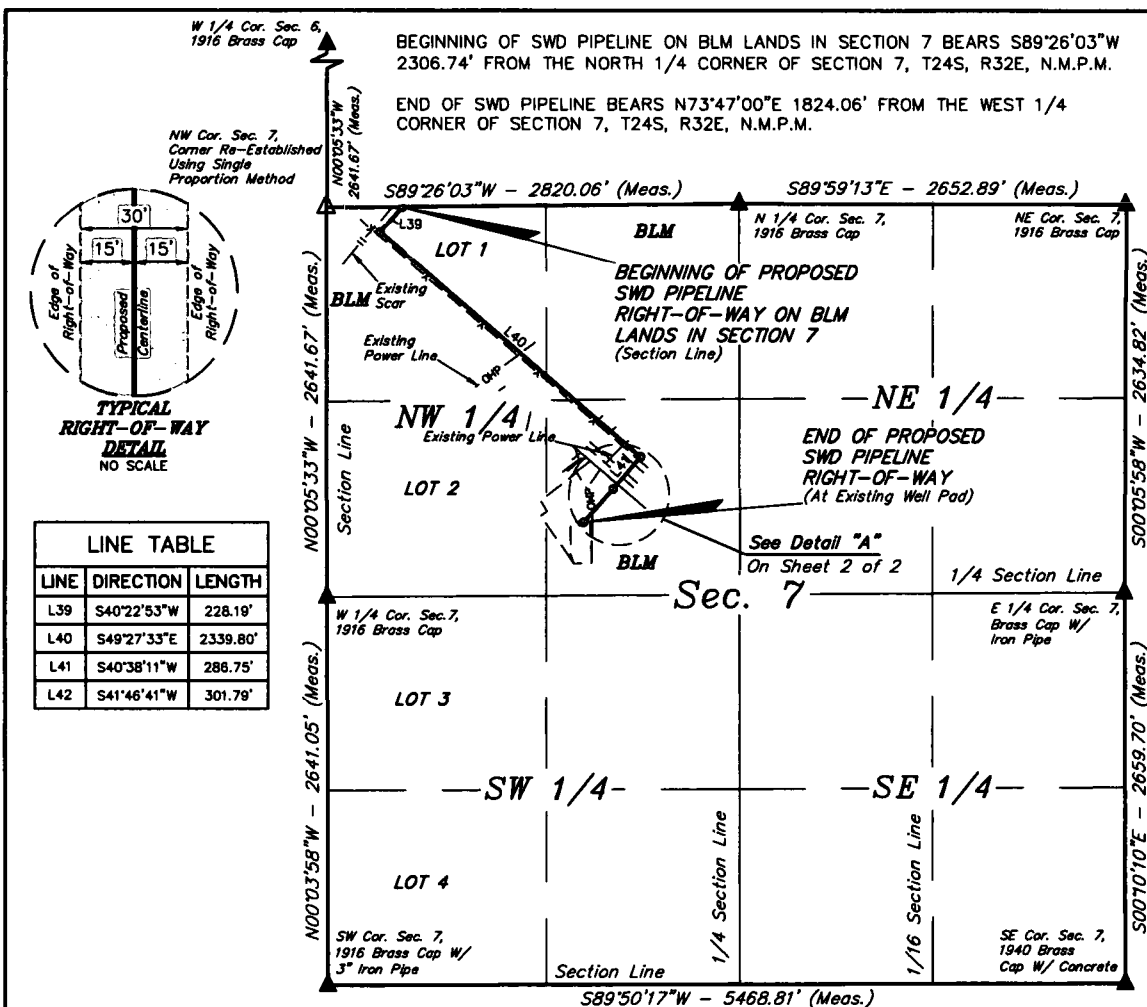 W 1/4 Cor. Sec. 6,
1916 Brass Cap
BEGINNING OF SWD PIPELINE ON BLM LANDS IN SECTION 7 BEARS S89°26'03"W
2306.74' FROM THE NORTH 1/4 CORNER OF SECTION 7, T24S, R32E, N.M.P.M.
END OF SWD PIPELINE BEARS N73°47'00"E 1824.06' FROM THE WEST 1/4
CORNER OF SECTION 7, T24S, R32E, N.M.P.M.
N00°05'33"W
2641.67' (Meas.)
NW Cor. Sec. 7,
Corner Re-Established
Using Single
Proportion Method
S89°26'03"W - 2820.06' (Meas.)
S89°59'13"E - 2652.89' (Meas.)
30'
15'
15'
Edge of
Right-of-Way
Proposed
Centerline
Edge of
Right-of-Way
TYPICAL
RIGHT-OF-WAY
DETAIL
NO SCALE
L39
LOT 1
BLM
N 1/4 Cor. Sec. 7,
1916 Brass Cap
NE Cor. Sec. 7,
1916 Brass Cap
BEGINNING OF PROPOSED
SWD PIPELINE
RIGHT-OF-WAY ON BLM
LANDS IN SECTION 7
(Section Line)
BLM
Existing
Scar
Existing
Power Line
OHP
L40
N00°05'33"W - 2641.67' (Meas.)
Section Line
S00°05'58"W - 2634.82' (Meas.)
NW 1/4
NE 1/4
Existing Power Line
L41
OHP
LOT 2
END OF PROPOSED
SWD PIPELINE
RIGHT-OF-WAY
(At Existing Well Pad)
BLM
See Detail "A"
On Sheet 2 of 2
1/4 Section Line
Sec. 7
LINE TABLE
LINE DIRECTION LENGTH
L39 S40°22'53"W 228.19'
L40 S49°27'33"E 2339.80'
L41 S40°38'11"W 286.75'
L42 S41°46'41"W 301.79'
W 1/4 Cor. Sec.7,
1916 Brass Cap
E 1/4 Cor. Sec. 7,
Brass Cap W/
Iron Pipe
LOT 3
N00°03'58"W - 2641.05' (Meas.)
S00°10'10"E - 2659.70' (Meas.)
SW 1/4
SE 1/4
LOT 4
1/4 Section Line
1/16 Section Line
SW Cor. Sec. 7,
1916 Brass Cap W/
3" Iron Pipe
Section Line
SE Cor. Sec. 7,
1940 Brass
Cap W/ Concrete
S89°50'17"W - 5468.81' (Meas.)